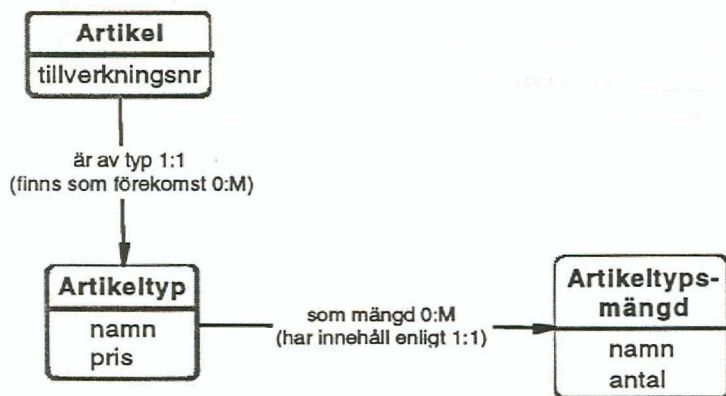 Artikel
tillverkningsnr
är av typ 1:1
(finns som förekomst 0:M)
Artikeltyp
namn
pris
som mängd 0:M
(har innehåll enligt 1:1)
Artikeltyps-
mängd
namn
antal